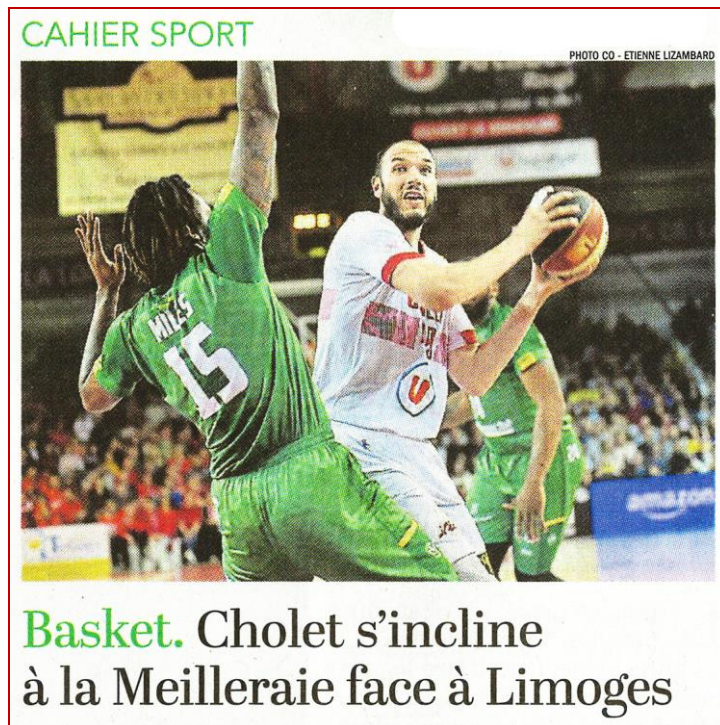 CAHIER SPORT
PHOTO CO - ETIENNE LIZAMBARD
U
MILES
15
U
amazon
Basket. Cholet s'incline
à la Meilleraie face à Limoges